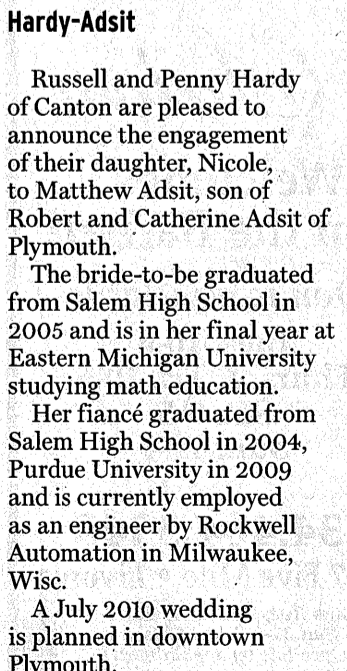 Hardy-Adsit
Russell and Penny Hardy
of Canton are pleased to
announce the engagement
of their daughter, Nicole,
to Matthew Adsit, son of
Robert and Catherine Adsit of
Plymouth.
The bride-to-be graduated
from Salem High School in
2005 and is in her final year at
Eastern Michigan University
studying math education.
Her fiancé graduated from
Salem High School in 2004,
Purdue University in 2009
and is currently employed
as an engineer by Rockwell
Automation in Milwaukee,
Wisc.
A July 2010 wedding
is planned in downtown
Plymouth.